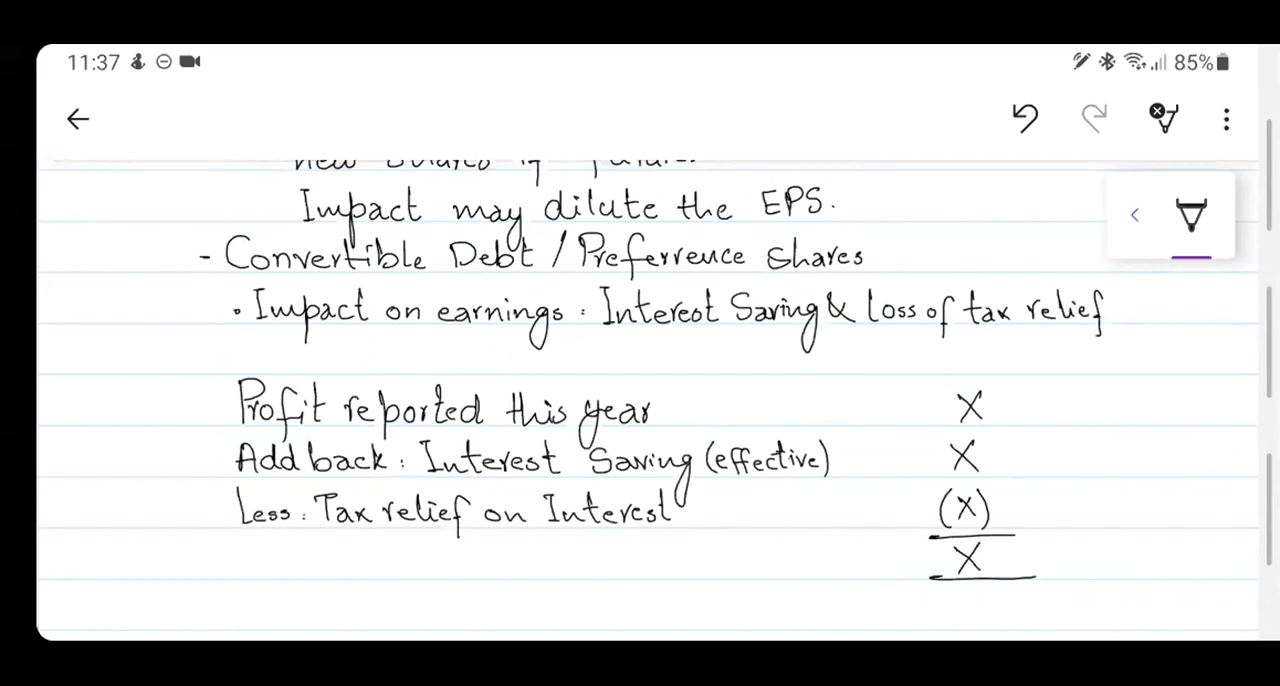 11:37 85%
Impact may dilute the EPS.
- Convertible Debt / Preferrence shares
• Impact on earnings : Interest Saving & loss of tax relief
Profit reported this year X
Add back : Interest Saving (effective) X
Less : Tax relief on Interest (X)
X